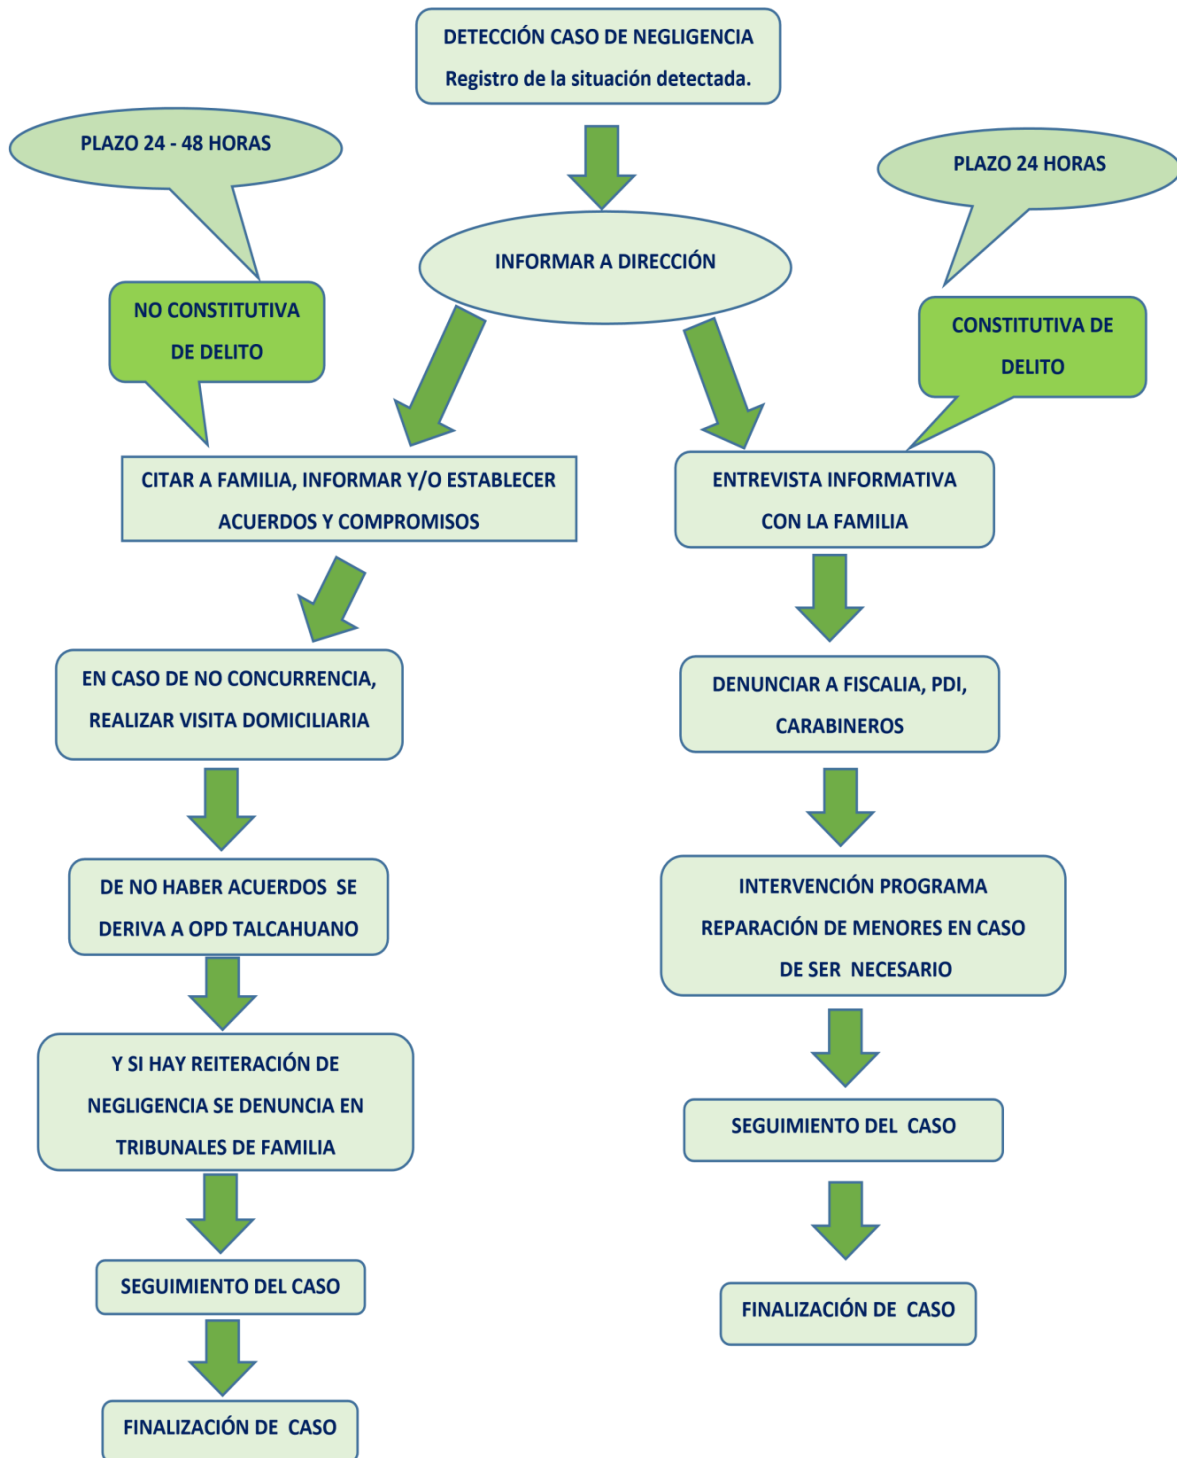 DETECCIÓN CASO DE NEGLIGENCIA
Registro de la situación detectada.
PLAZO 24 - 48 HORAS
PLAZO 24 HORAS
INFORMAR A DIRECCIÓN
NO CONSTITUTIVA
DE DELITO
CONSTITUTIVA DE
DELITO
CITAR A FAMILIA, INFORMAR Y/O ESTABLECER
ACUERDOS Y COMPROMISOS
ENTREVISTA INFORMATIVA
CON LA FAMILIA
EN CASO DE NO CONCURRENCIA,
REALIZAR VISITA DOMICILIARIA
DENUNCIAR A FISCALIA, PDI,
CARABINEROS
DE NO HABER ACUERDOS SE
DERIVA A OPD TALCAHUANO
INTERVENCIÓN PROGRAMA
REPARACIÓN DE MENORES EN CASO
DE SER NECESARIO
Y SI HAY REITERACIÓN DE
NEGLIGENCIA SE DENUNCIA EN
TRIBUNALES DE FAMILIA
SEGUIMIENTO DEL CASO
SEGUIMIENTO DEL CASO
FINALIZACIÓN DE CASO
FINALIZACIÓN DE CASO